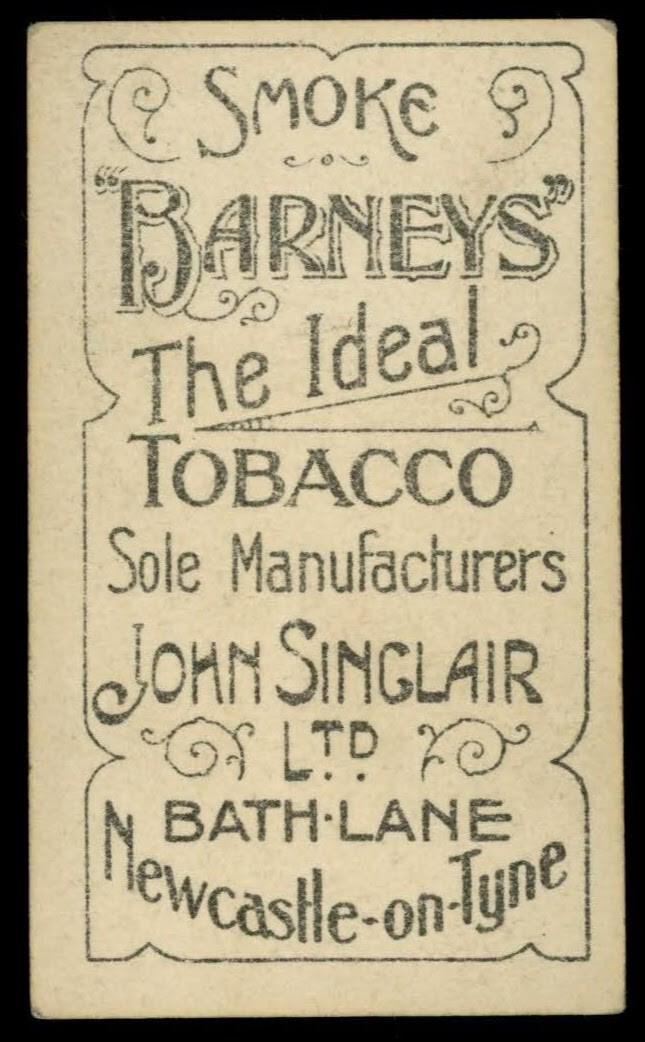 SMOKE
"BARNEYS"
The Ideal
TOBACCO
Sole Manufacturers
JOHN SINCLAIR
LTD.
BATH·LANE
Newcastle-on-Tyne